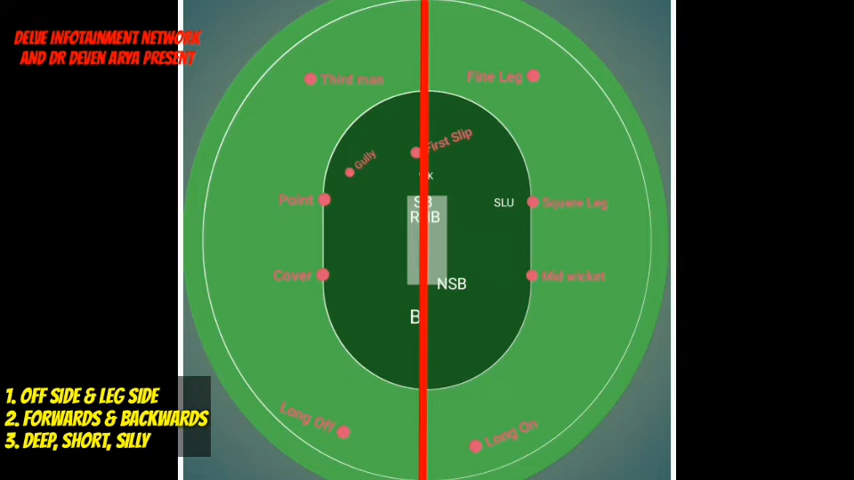 DELVE INFOTAINMENT NETWORK
AND DR DEVEN ARYA PRESENT
Third man
Fine Leg
First Slip
Gully
Point
SLU
Square Leg
Cover
Mid wicket
NSB
Long Off
Long On
1. OFF SIDE & LEG SIDE
2. FORWARDS & BACKWARDS
3. DEEP, SHORT, SILLY